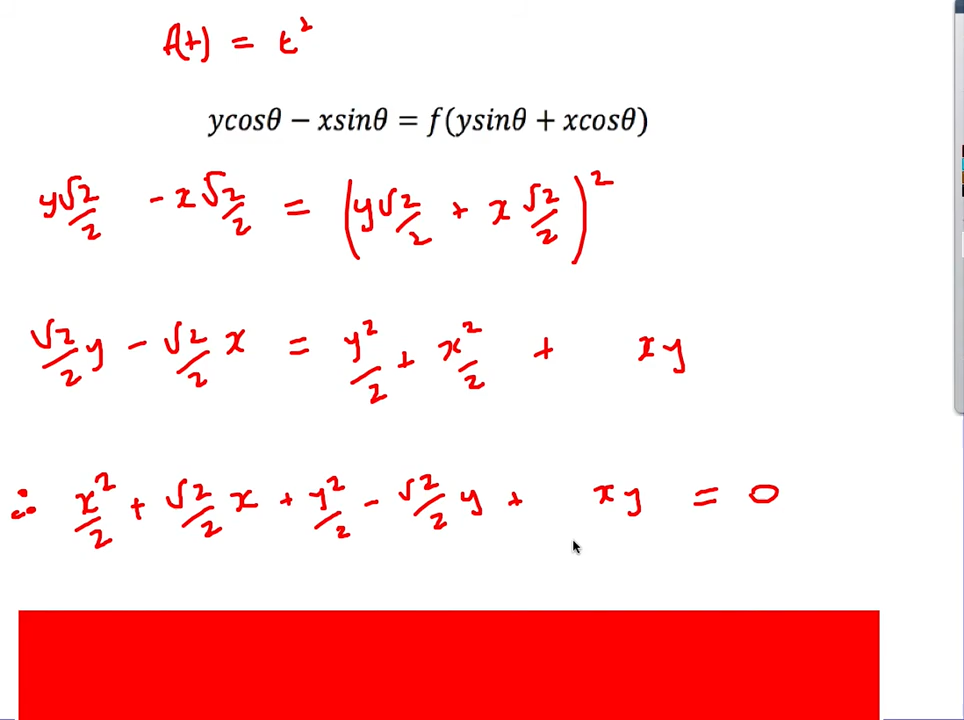 f(t) = t²
ycosθ − xsinθ = f(ysinθ + xcosθ)
y√2/2 - x√2/2 = (y√2/2 + x√2/2)²
√2/2 y - √2/2 x = y²/2 + x²/2 + xy
∴ x²/2 + √2/2 x + y²/2 - √2/2 y + xy = 0